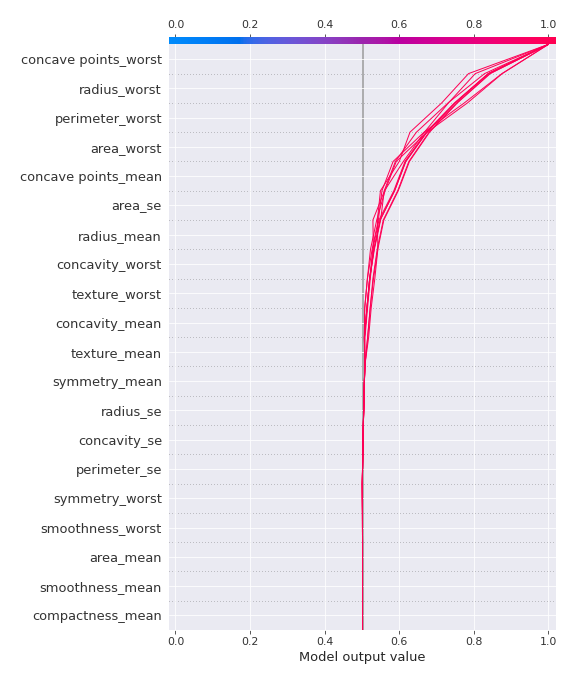 0.0 0.2 0.4 0.6 0.8 1.0
concave points_worst
radius_worst
perimeter_worst
area_worst
concave points_mean
area_se
radius_mean
concavity_worst
texture_worst
concavity_mean
texture_mean
symmetry_mean
radius_se
concavity_se
perimeter_se
symmetry_worst
smoothness_worst
area_mean
smoothness_mean
compactness_mean
0.0 0.2 0.4 0.6 0.8 1.0
Model output value